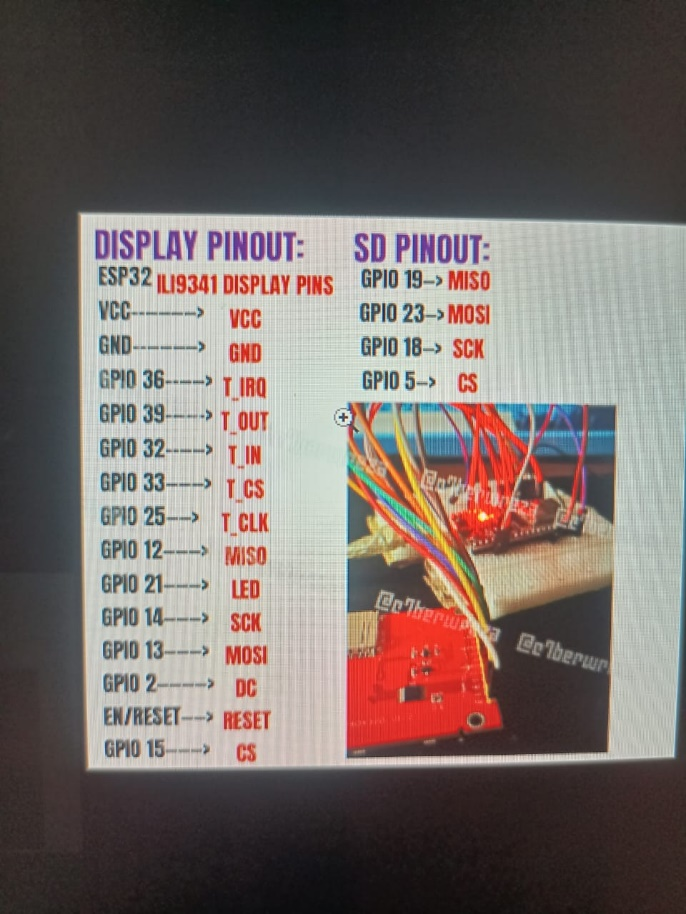 DISPLAY PINOUT:
ESP32 ILI9341 DISPLAY PINS
VCC-------> VCC
GND-------> GND
GPIO 36-----> T_IRQ
GPIO 39-----> T_OUT
GPIO 32-----> T_IN
GPIO 33-----> T_CS
GPIO 25---> T_CLK
GPIO 12----> MISO
GPIO 21----> LED
GPIO 14----> SCK
GPIO 13----> MOSI
GPIO 2-----> DC
EN/RESET---> RESET
GPIO 15----> CS
SD PINOUT:
GPIO 19--> MISO
GPIO 23--> MOSI
GPIO 18--> SCK
GPIO 5--> CS